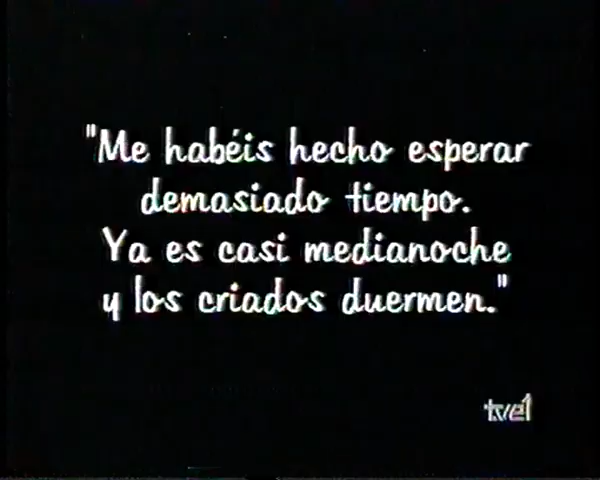 "Me habéis hecho esperar
demasiado tiempo.
Ya es casi medianoche
y los criados duermen."
tve1